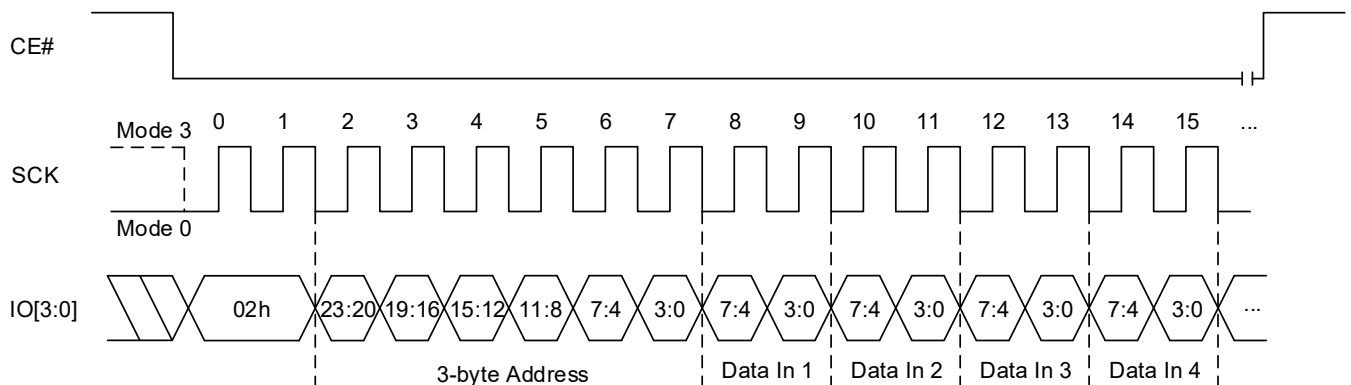 CE#
Mode 3 0 1 2 3 4 5 6 7 8 9 10 11 12 13 14 15 ...
SCK
Mode 0
IO[3:0] 02h 23:20 19:16 15:12 11:8 7:4 3:0 7:4 3:0 7:4 3:0 7:4 3:0 7:4 3:0 ...
3-byte Address Data In 1 Data In 2 Data In 3 Data In 4